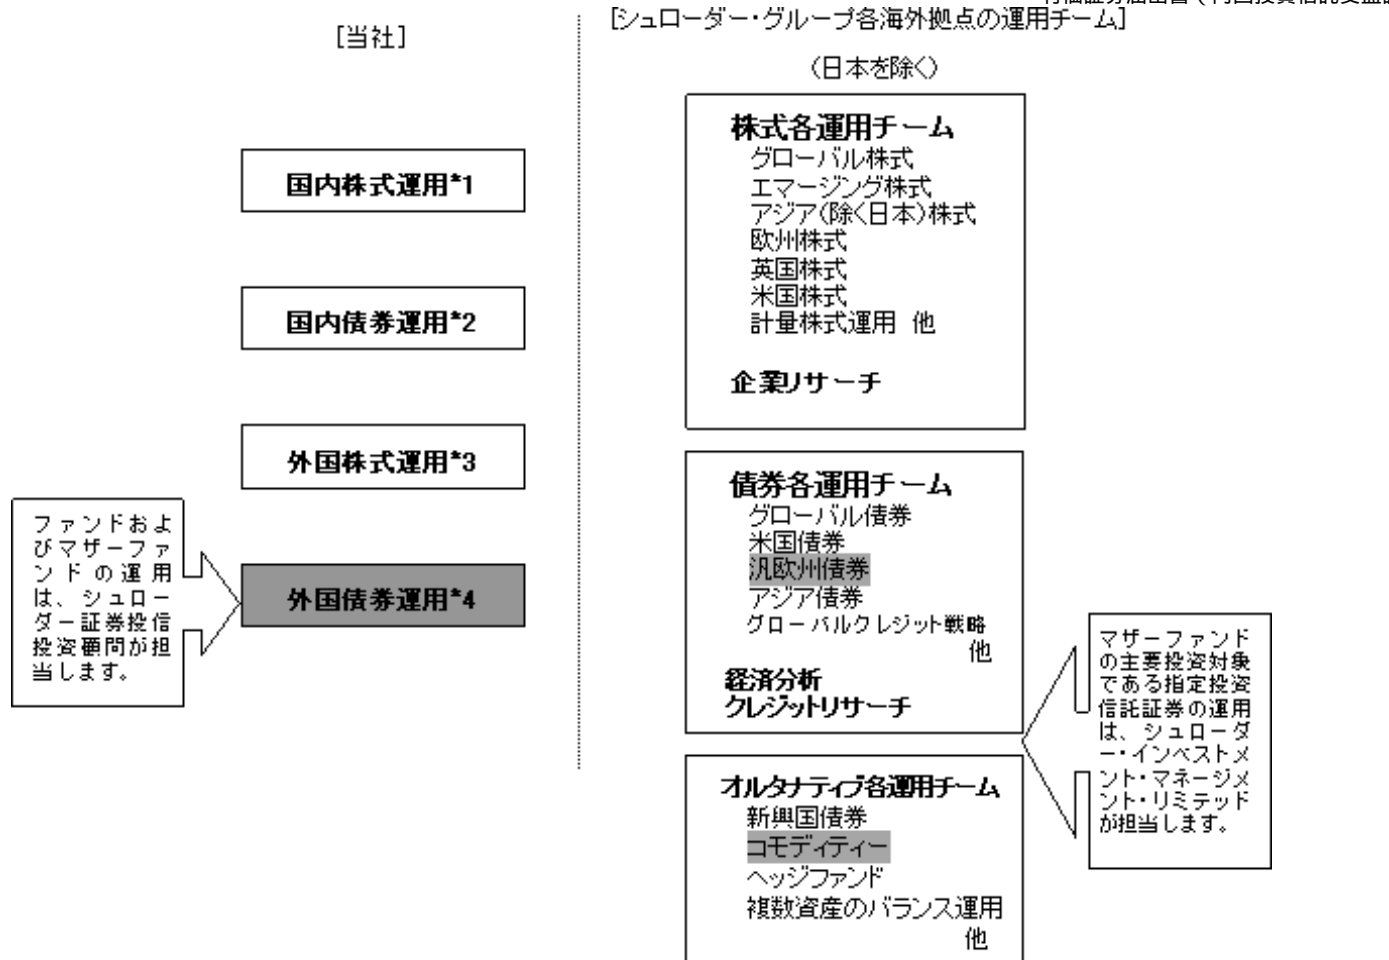 [当社]
[シュローダー・グループ各海外拠点の運用チーム]
(日本を除く)
国内株式運用*1
国内債券運用*2
外国株式運用*3
外国債券運用*4
ファンドおよ
びマザーファ
ンドの運用
は、シュロー
ダー証券投信
投資顧問が担
当します。
株式各運用チーム
グローバル株式
エマージング株式
アジア(除く日本)株式
欧州株式
英国株式
米国株式
計量株式運用 他
企業リサーチ
債券各運用チーム
グローバル債券
米国債券
汎欧州債券
アジア債券
グローバルクレジット戦略
他
経済分析
クレジットリサーチ
オルタナティブ各運用チーム
新興国債券
コモディティー
ヘッジファンド
複数資産のバランス運用
他
マザーファンド
の主要投資対象
である指定投資
信託証券の運用
は、シュローダ
ー・インベストメ
ント・マネージメ
ント・リミテッド
が担当します。